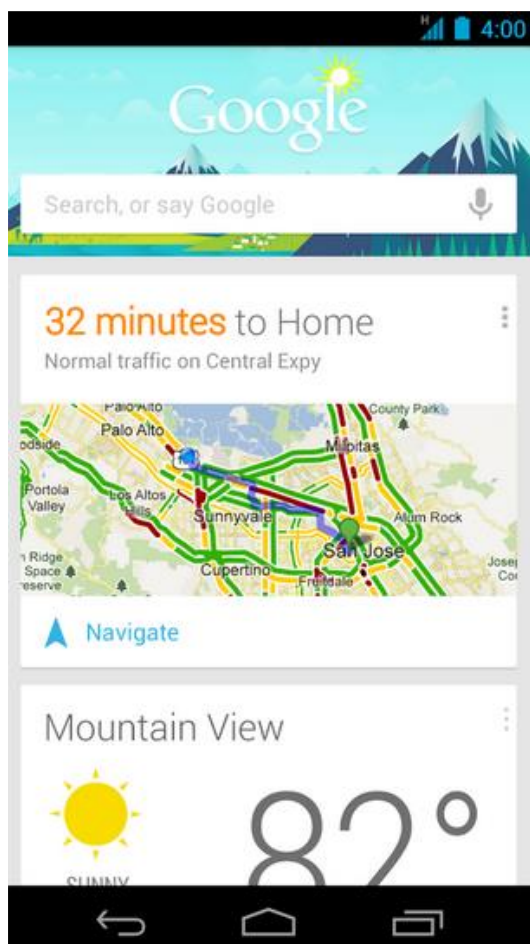 H 4:00
Google
Search, or say Google
32 minutes to Home
Normal traffic on Central Expy
Palo Alto
County Park
Palo Alto
Milpitas
Portola
Valley
Los Altos
Hills
Sunnyvale
Alum Rock
San Jose
Cupertino
Fruitdale
Ridge
Space
Navigate
Mountain View
82°
SUNNY